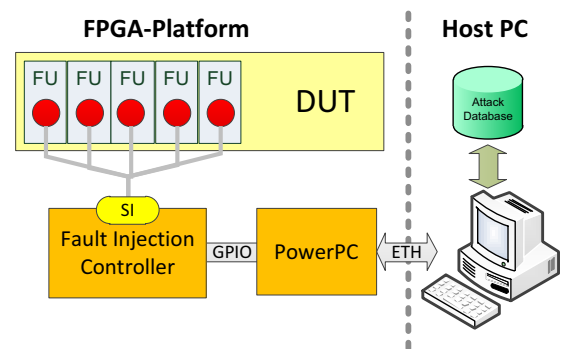 FPGA-Platform
Host PC
FU FU FU FU FU
DUT
Attack
Database
SI
Fault Injection
Controller
GPIO
PowerPC
ETH